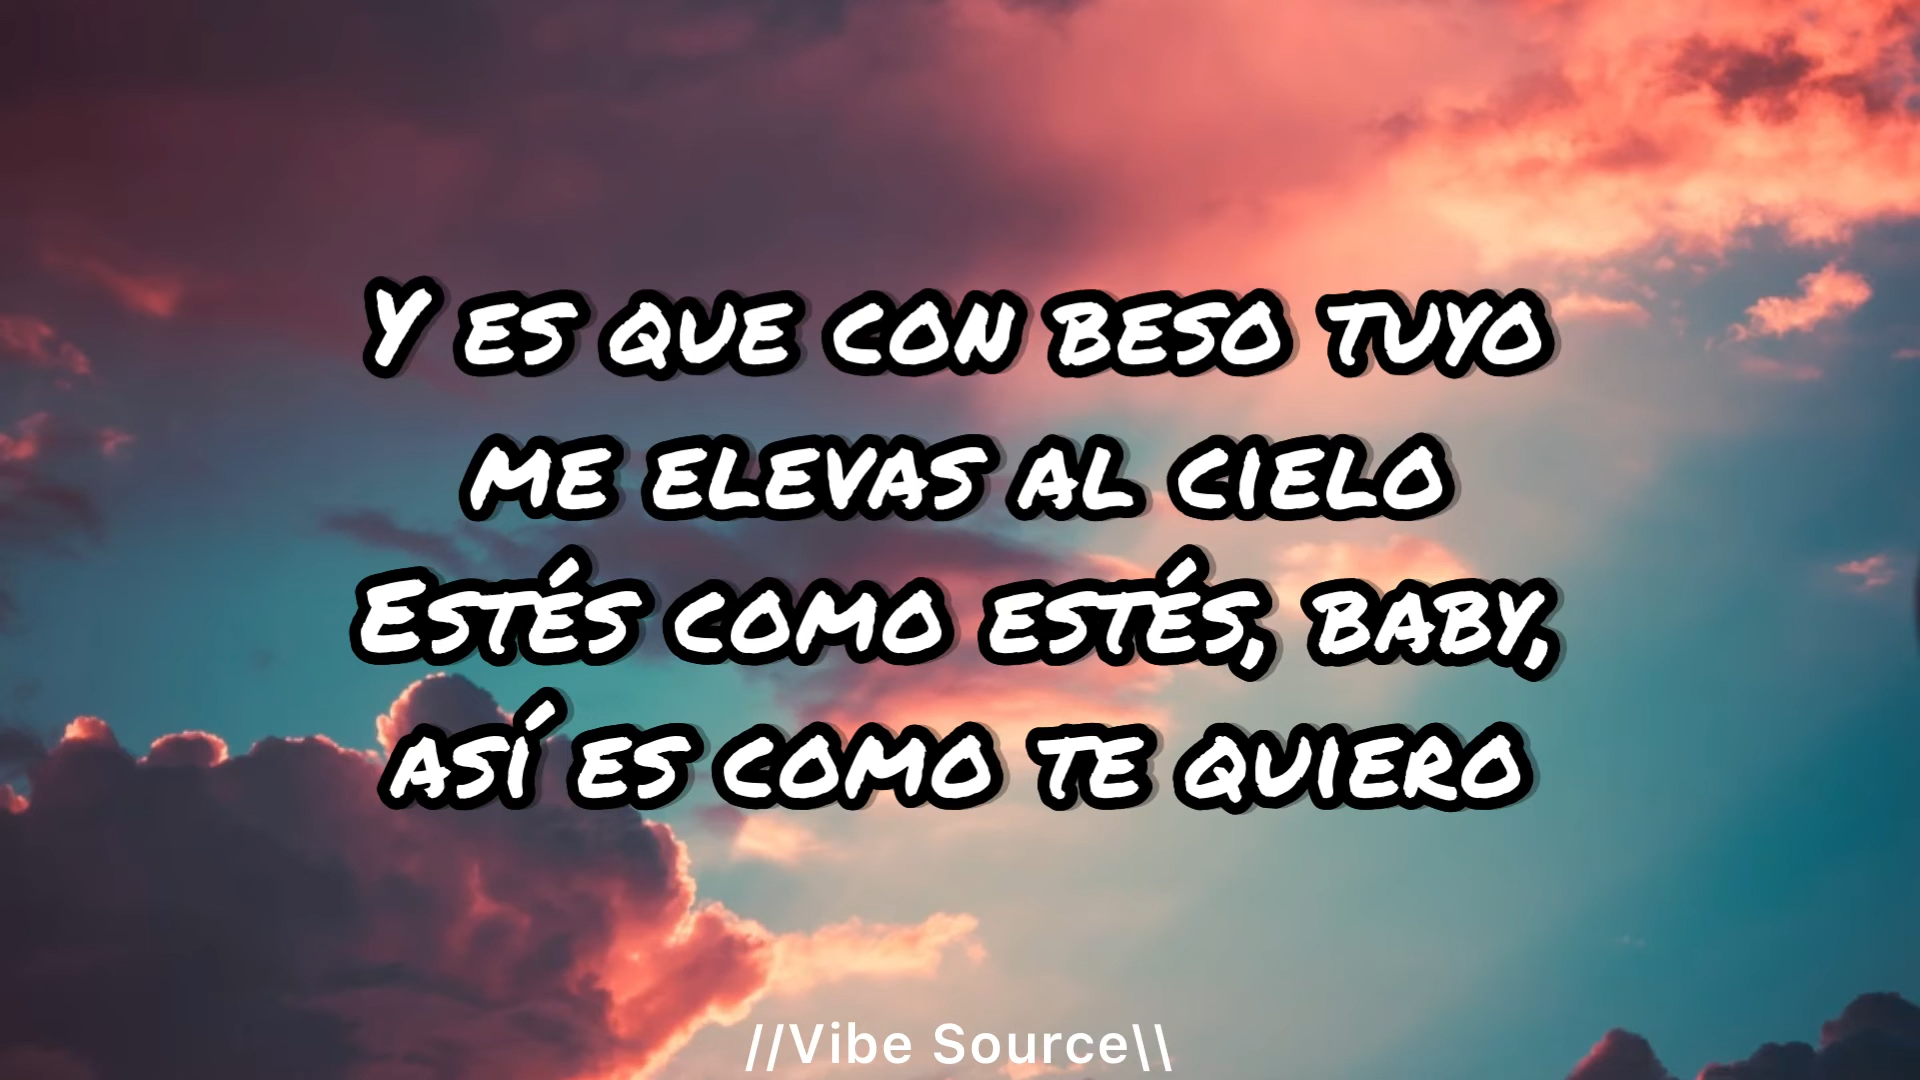 Y es que con beso tuyo
me elevas al cielo
Estés como estés, baby,
así es como te quiero
//Vibe Source\\